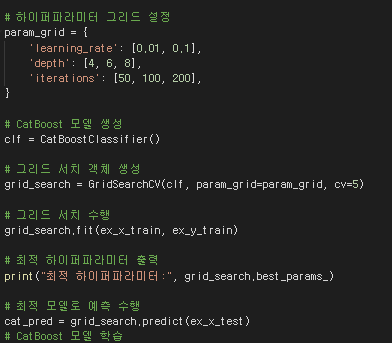 # 하이퍼파라미터 그리드 설정
param_grid = {
    'learning_rate': [0.01, 0.1],
    'depth': [4, 6, 8],
    'iterations': [50, 100, 200],
}
# CatBoost 모델 생성
clf = CatBoostClassifier()
# 그리드 서치 객체 생성
grid_search = GridSearchCV(clf, param_grid=param_grid, cv=5)
# 그리드 서치 수행
grid_search.fit(ex_x_train, ex_y_train)
# 최적 하이퍼파라미터 출력
print("최적 하이퍼파라미터:", grid_search.best_params_)
# 최적 모델로 예측 수행
cat_pred = grid_search.predict(ex_x_test)
# CatBoost 모델 학습